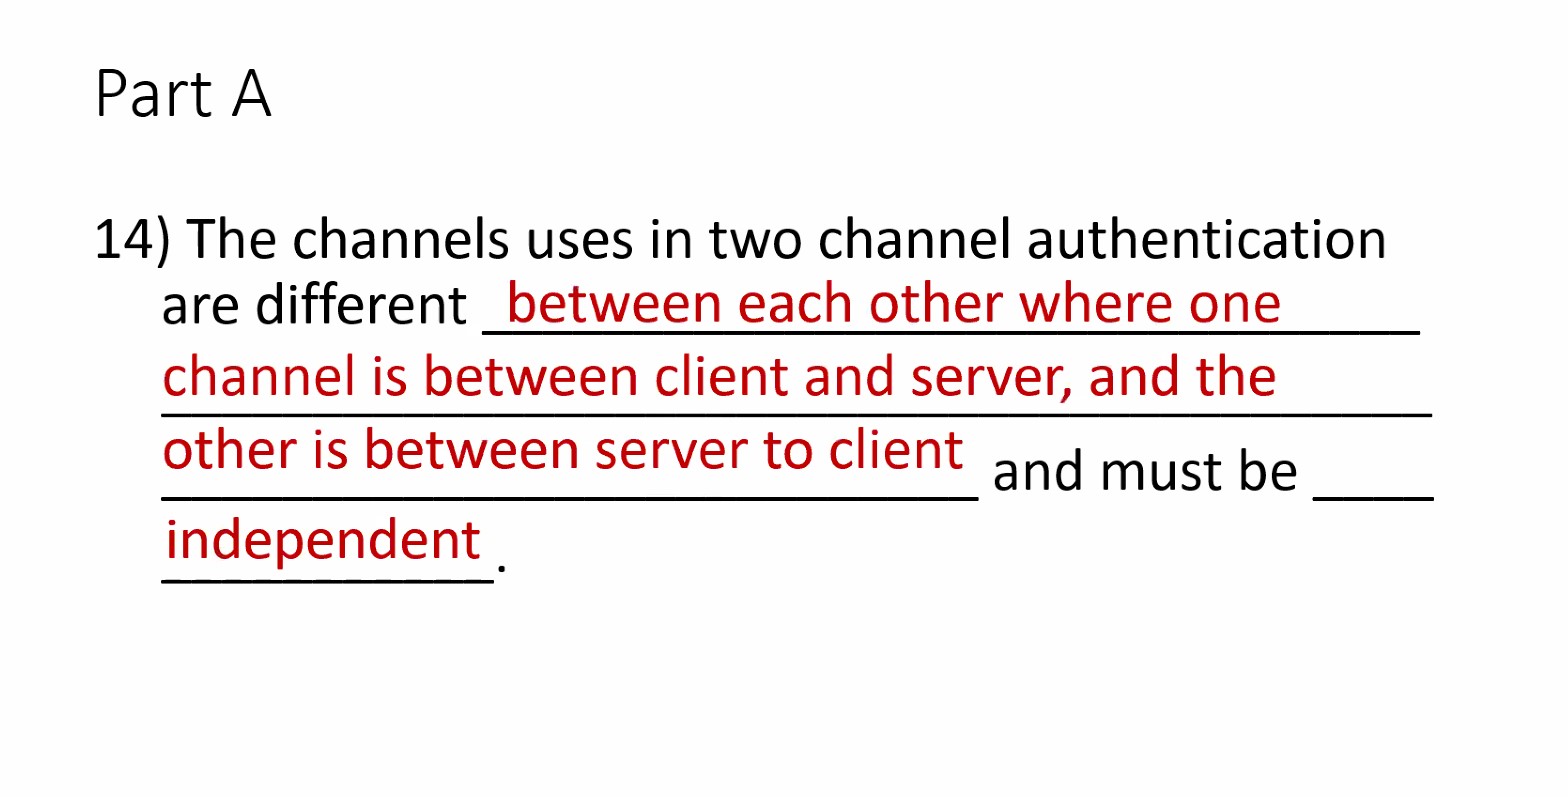 Part A
14) The channels uses in two channel authentication
are different between each other where one
channel is between client and server, and the
other is between server to client and must be ____
independent.